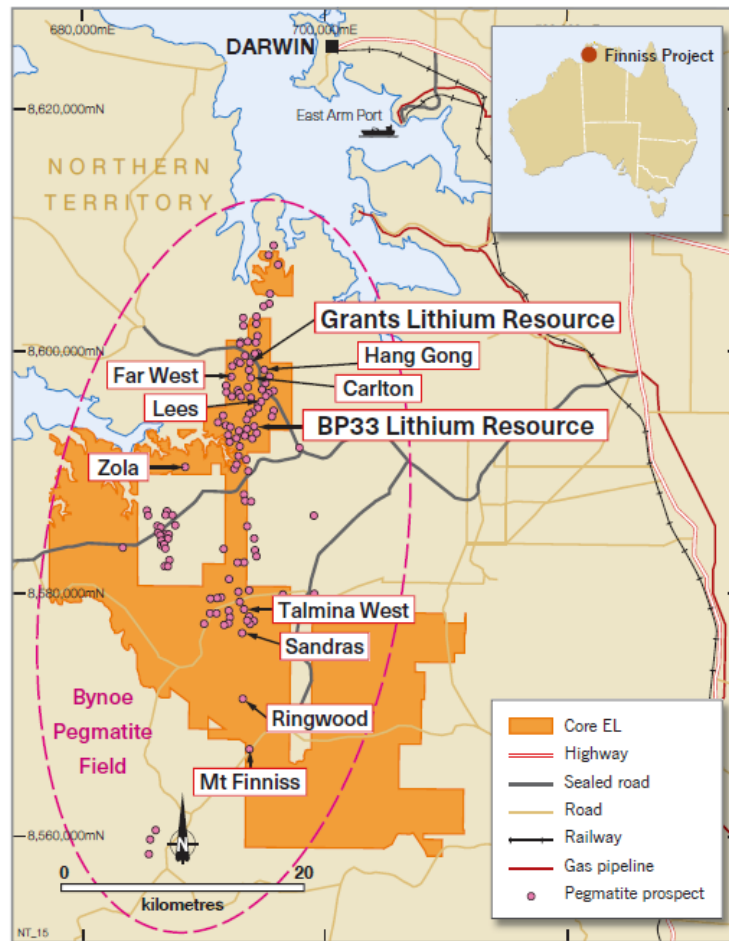 680,000mE
700,000mE
DARWIN
Finniss Project
8,620,000mN
East Arm Port
NORTHERN
TERRITORY
Grants Lithium Resource
8,600,000mN
Hang Gong
Far West
Carlton
Lees
BP33 Lithium Resource
Zola
8,580,000mN
Talmina West
Sandras
Bynoe
Pegmatite
Field
Ringwood
Mt Finniss
8,560,000mN
N
0
20
kilometres
NT_15
Core EL
Highway
Sealed road
Road
Railway
Gas pipeline
Pegmatite prospect